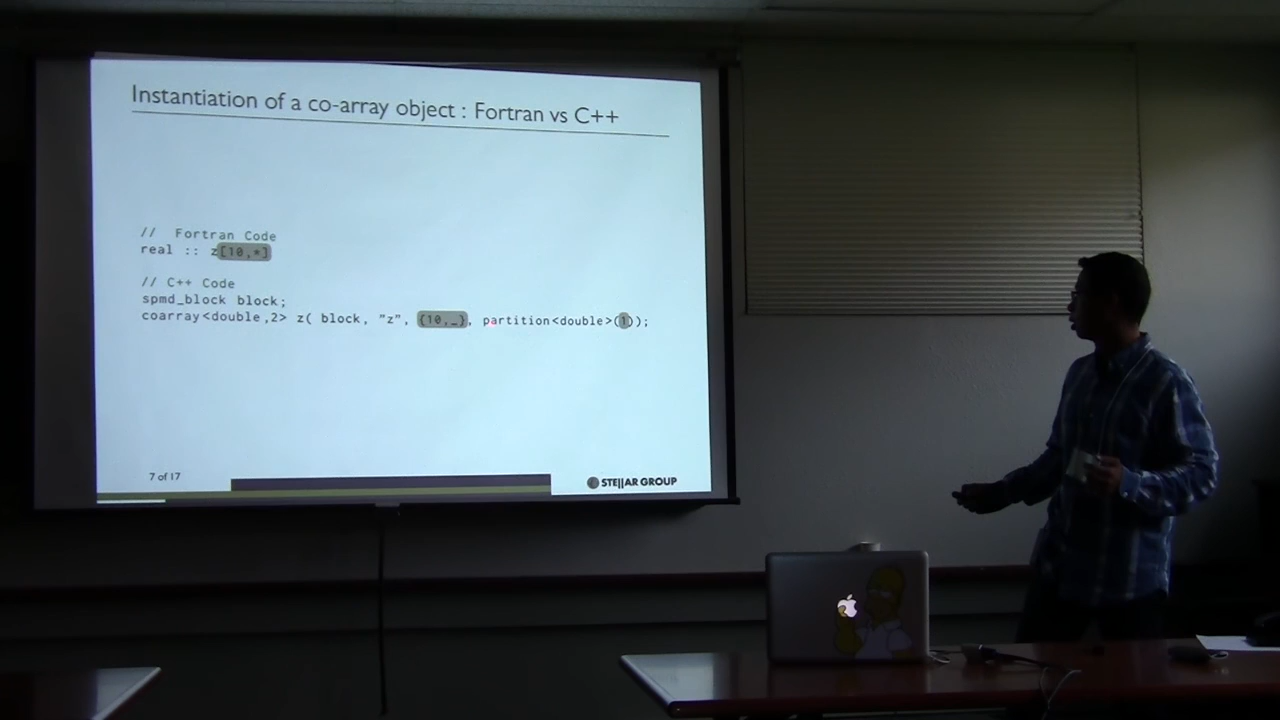 Instantiation of a co-array object : Fortran vs C++
//  Fortran Code
real :: z[10,*]
// C++ Code
spmd_block block;
coarray<double,2> z( block, "z", {10,_}, partition<double>(1));
7 of 17
STE||AR GROUP